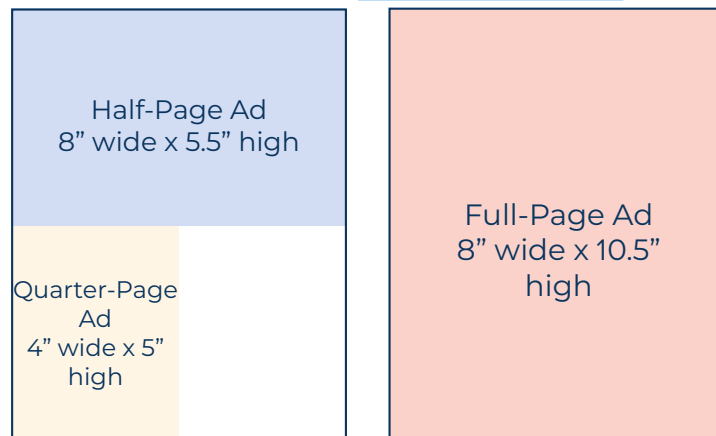 Half-Page Ad
8” wide x 5.5” high
Quarter-Page
Ad
4” wide x 5”
high
Full-Page Ad
8” wide x 10.5”
high